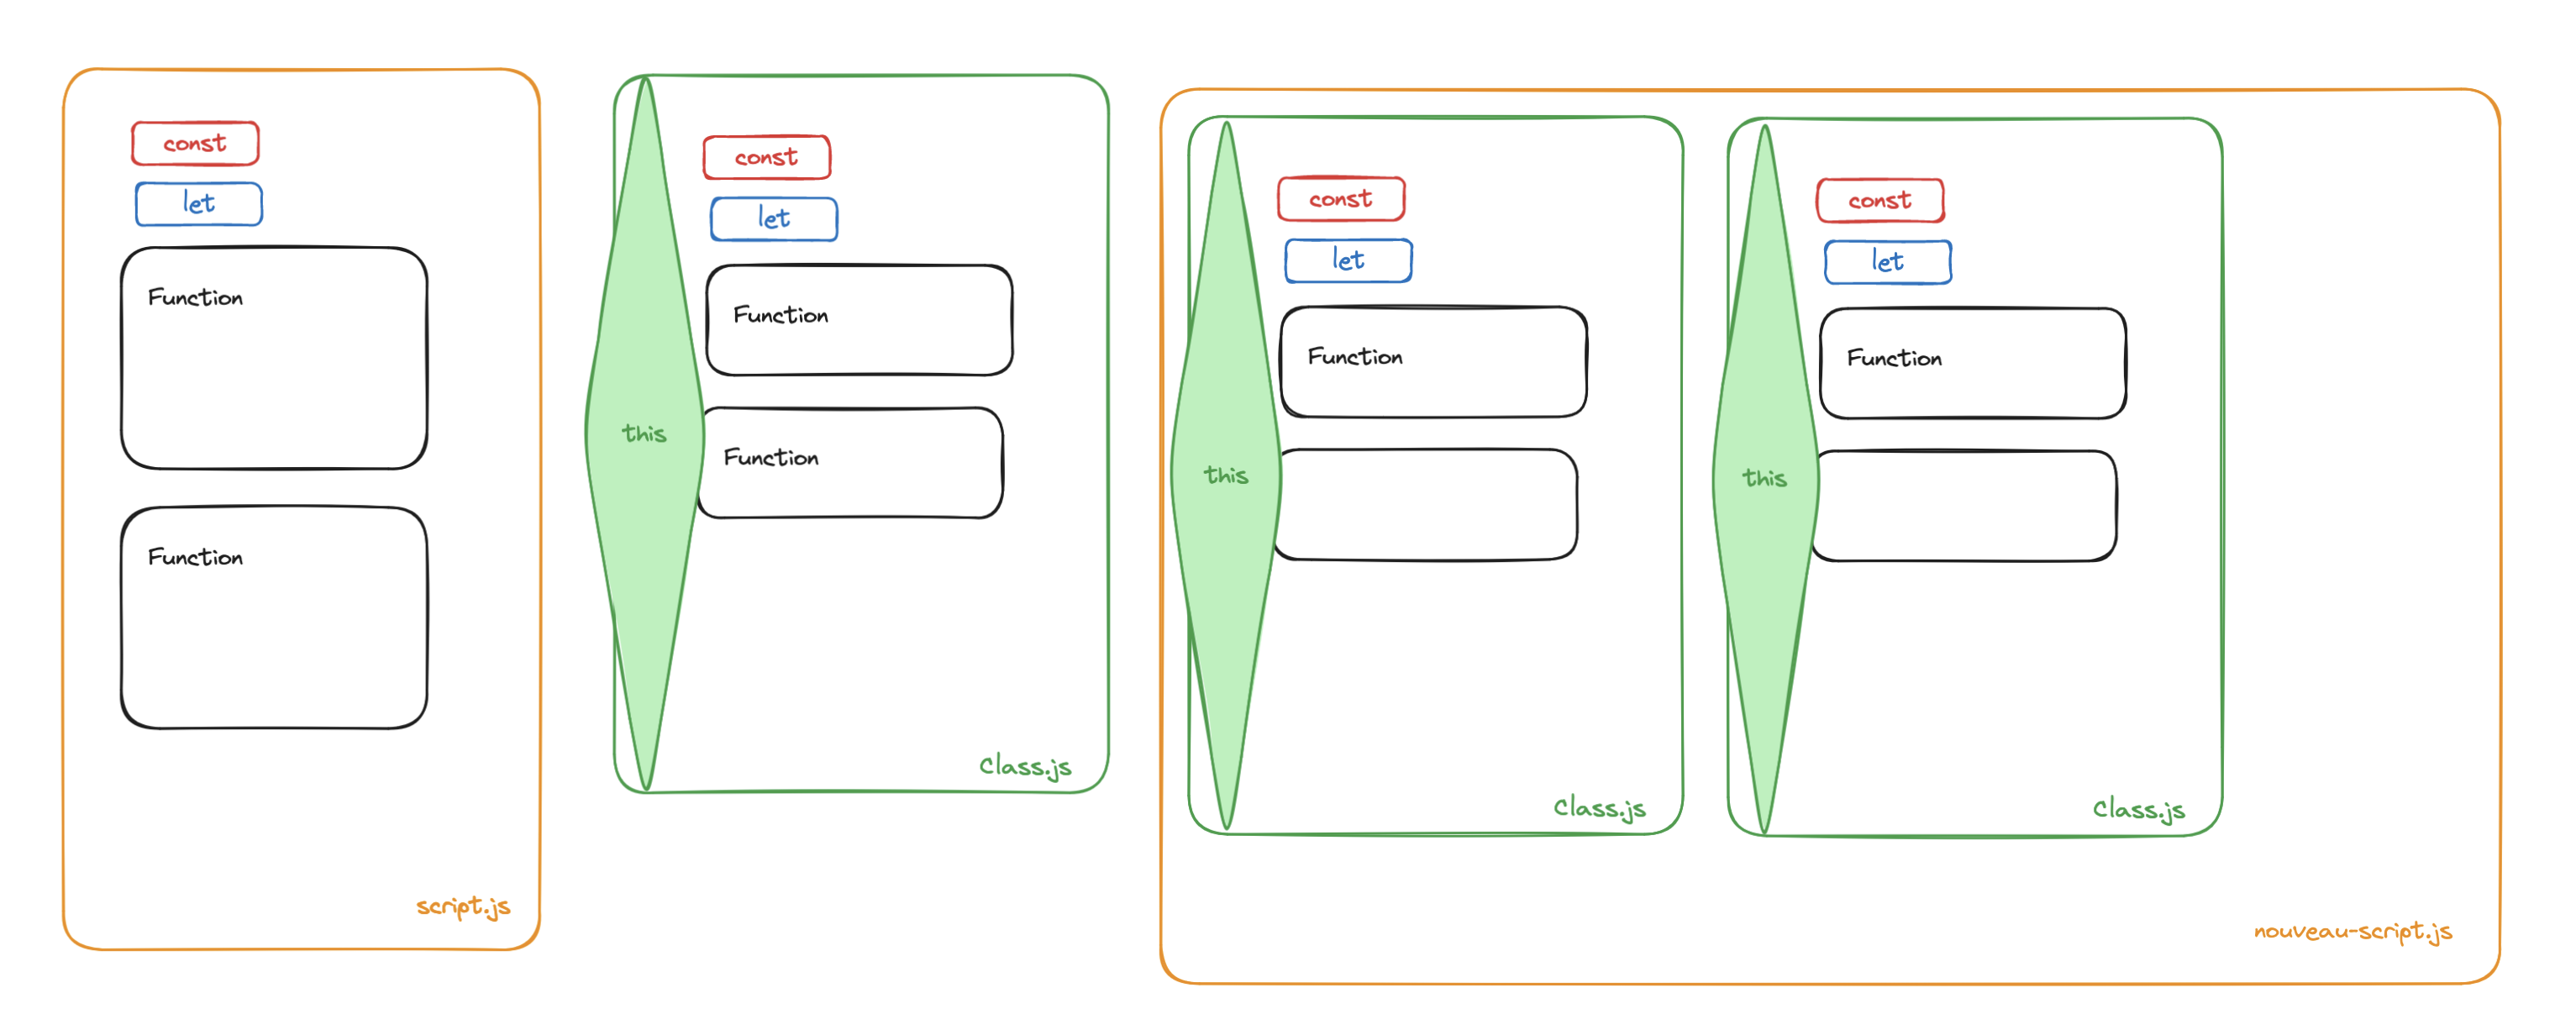 const
let
Function
Function
script.js
const
let
Function
this
Function
Class.js
const
let
Function
this
Class.js
const
let
Function
this
Class.js
nouveau-script.js